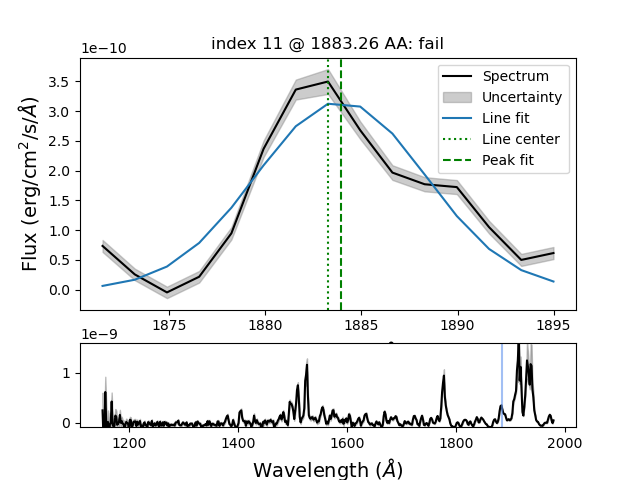 index 11 @ 1883.26 AA: fail
1e−10
Flux (erg/cm²/s/Å)
3.5
3.0
2.5
2.0
1.5
1.0
0.5
0.0
Spectrum
Uncertainty
Line fit
Line center
Peak fit
1875 1880 1885 1890 1895
1e−9
1
0
1200 1400 1600 1800 2000
Wavelength (Å)